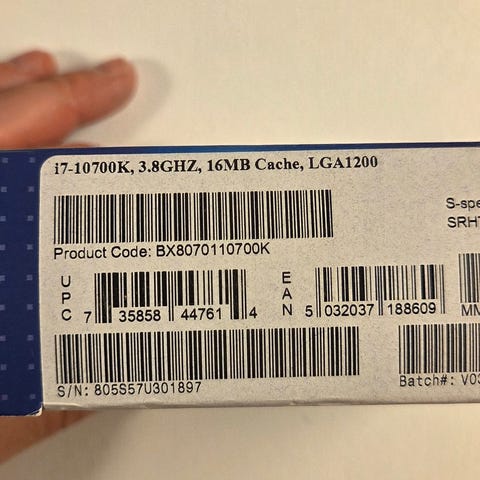 i7-10700K, 3.8GHZ, 16MB Cache, LGA1200
Product Code: BX8070110700K
UPC 7 35858 44761 4
EAN 5 032037 188609
S/N: 805S57U301897
Batch#: